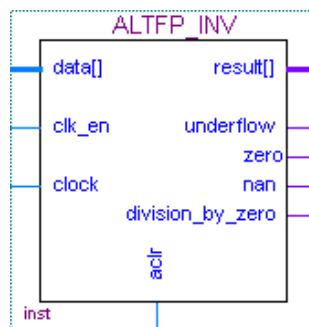 ALTFP_INV
data[] result[]
clk_en underflow
zero
clock nan
division_by_zero
aclr
inst